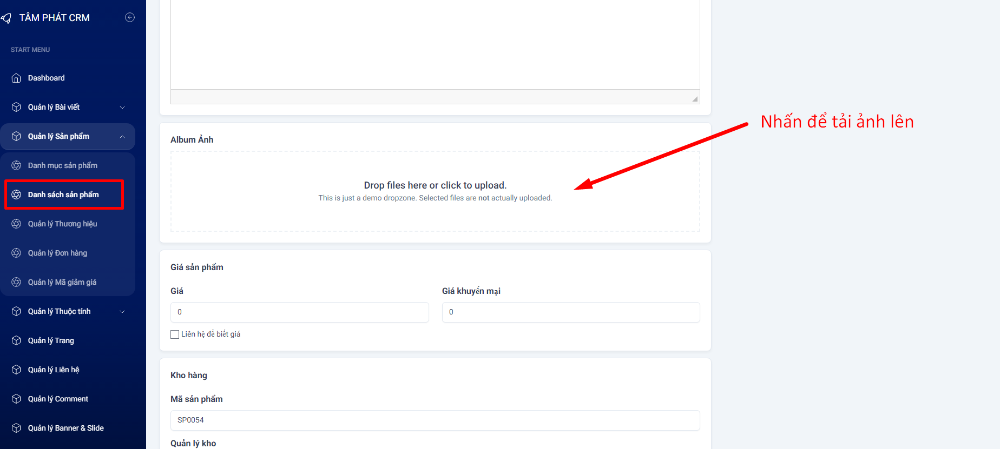 TÂM PHÁT CRM
START MENU
Dashboard
Quản lý Bài viết
Quản lý Sản phẩm
Danh mục sản phẩm
Danh sách sản phẩm
Quản lý Thương hiệu
Quản lý Đơn hàng
Quản lý Mã giảm giá
Quản lý Thuộc tính
Quản lý Trang
Quản lý Liên hệ
Quản lý Comment
Quản lý Banner & Slide
Nhấn để tải ảnh lên
Album Ảnh
Drop files here or click to upload.
This is just a demo dropzone. Selected files are not actually uploaded.
Giá sản phẩm
Giá
Giá khuyến mại
0
0
Liên hệ để biết giá
Kho hàng
Mã sản phẩm
SP0054
Quản lý kho